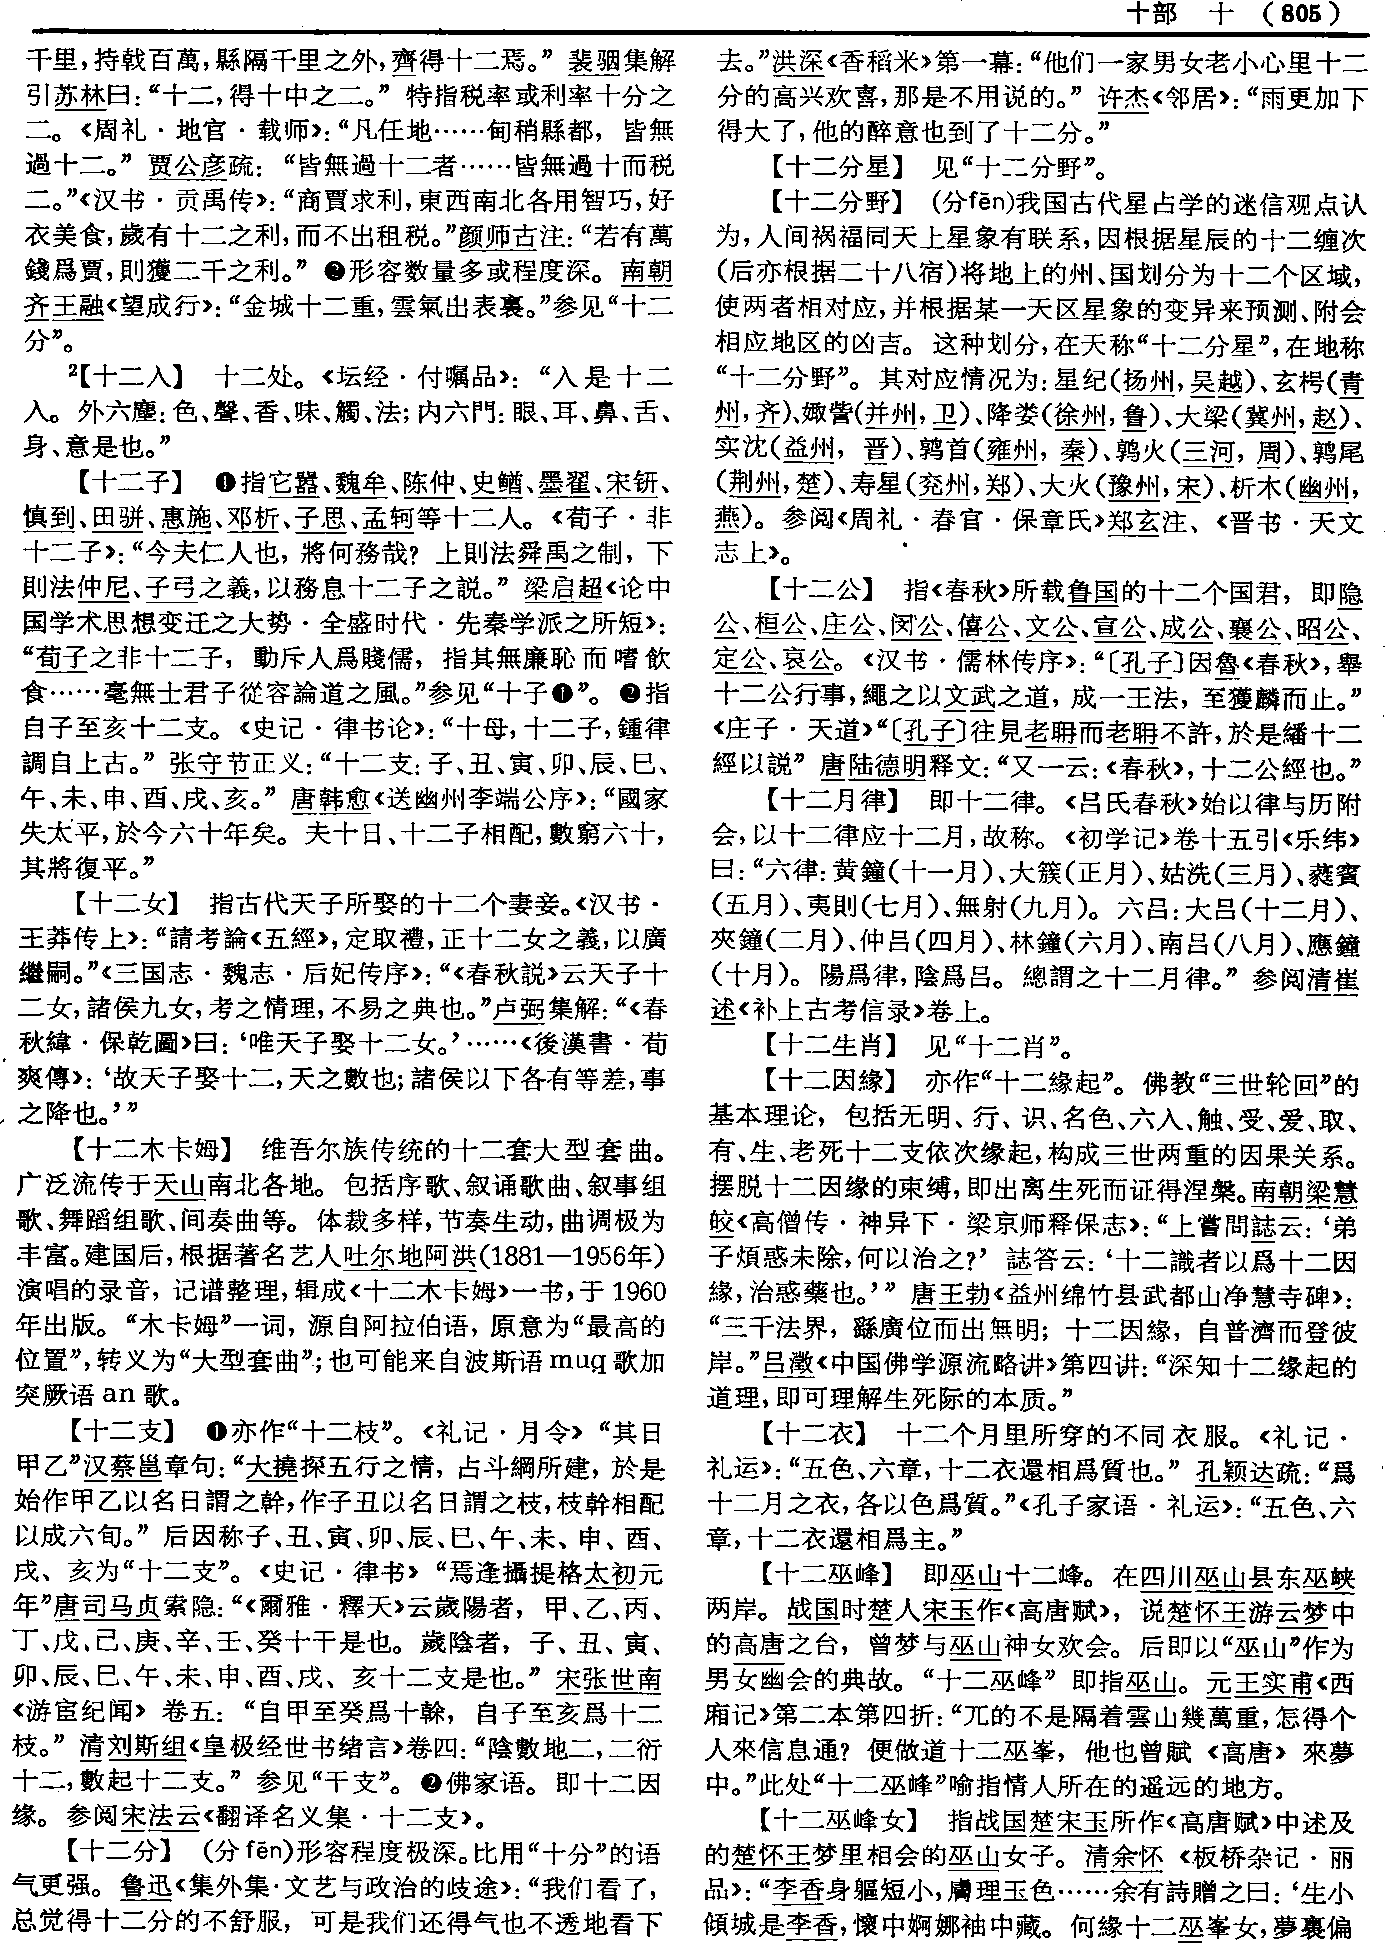 十部 十 （805）
千里，持戟百萬，縣隔千里之外，齊得十二焉。” 裴骃集解
引苏林曰：“十二，得十中之二。” 特指税率或利率十分之
二。《周礼·地官·载师》：“凡任地……甸稍縣都，皆無
過十二。” 贾公彦疏：“皆無過十二者……皆無過十而税
二。”《汉书·贡禹传》：“商賈求利，東西南北各用智巧，好
衣美食，歲有十二之利，而不出租税。”颜师古注：“若有萬
錢爲賈，則獲二千之利。” ❷形容数量多或程度深。南朝
齐王融《望成行》：“金城十二重，雲氣出表裏。”参见“十二
分”。
²【十二入】 十二处。《坛经·付嘱品》：“入是十二
入。外六塵：色、聲、香、味、觸、法；内六門：眼、耳、鼻、舌、
身、意是也。”
【十二子】 ❶指它嚣、魏牟、陈仲、史鰌、墨翟、宋钘、
慎到、田骈、惠施、邓析、子思、孟轲等十二人。《荀子·非
十二子》：“今夫仁人也，將何務哉？上則法舜禹之制，下
則法仲尼、子弓之義，以務息十二子之説。” 梁启超《论中
国学术思想变迁之大势·全盛时代·先秦学派之所短》：
“荀子之非十二子，動斥人爲賤儒，指其無廉恥而嗜飲
食……毫無士君子從容論道之風。”参见“十子❶”。❷指
自子至亥十二支。《史记·律书论》：“十母，十二子，鍾律
調自上古。” 张守节正义：“十二支：子、丑、寅、卯、辰、巳、
午、未、申、酉、戌、亥。” 唐韩愈《送幽州李端公序》：“國家
失太平，於今六十年矣。夫十日、十二子相配，數窮六十，
其將復平。”
【十二女】 指古代天子所娶的十二个妻妾。《汉书·
王莽传上》：“請考論《五經》，定取禮，正十二女之義，以廣
繼嗣。”《三国志·魏志·后妃传序》：“《春秋説》云天子十
二女，諸侯九女，考之情理，不易之典也。”卢弼集解：“《春
秋緯·保乾圖》曰：‘唯天子娶十二女。’……《後漢書·荀
爽傳》：‘故天子娶十二，天之數也；諸侯以下各有等差，事
之降也。’”
【十二木卡姆】 维吾尔族传统的十二套大型套曲。
广泛流传于天山南北各地。包括序歌、叙诵歌曲、叙事组
歌、舞蹈组歌、间奏曲等。体裁多样，节奏生动，曲调极为
丰富。建国后，根据著名艺人吐尔地阿洪（1881—1956年）
演唱的录音，记谱整理，辑成《十二木卡姆》一书，于1960
年出版。“木卡姆”一词，源自阿拉伯语，原意为“最高的
位置”，转义为“大型套曲”；也可能来自波斯语muq歌加
突厥语an歌。
【十二支】 ❶亦作“十二枝”。《礼记·月令》“其日
甲乙”汉蔡邕章句：“大撓探五行之情，占斗綱所建，於是
始作甲乙以名日謂之幹，作子丑以名日謂之枝，枝幹相配
以成六旬。” 后因称子、丑、寅、卯、辰、巳、午、未、申、酉、
戌、亥为“十二支”。《史记·律书》“焉逢攝提格太初元
年”唐司马贞索隐：“《爾雅·釋天》云歲陽者，甲、乙、丙、
丁、戊、己、庚、辛、壬、癸十干是也。歲陰者，子、丑、寅、
卯、辰、巳、午、未、申、酉、戌、亥十二支是也。” 宋张世南
《游宦纪闻》卷五：“自甲至癸爲十榦，自子至亥爲十二
枝。” 清刘斯组《皇极经世书绪言》卷四：“陰數地二，二衍
十二，數起十二支。” 参见“干支”。❷佛家语。即十二因
缘。参阅宋法云《翻译名义集·十二支》。
【十二分】 （分fēn）形容程度极深。比用“十分”的语
气更强。鲁迅《集外集·文艺与政治的歧途》：“我们看了，
总觉得十二分的不舒服，可是我们还得气也不透地看下
去。”洪深《香稻米》第一幕：“他们一家男女老小心里十二
分的高兴欢喜，那是不用说的。” 许杰《邻居》：“雨更加下
得大了，他的醉意也到了十二分。”
【十二分星】 见“十二分野”。
【十二分野】 （分fēn）我国古代星占学的迷信观点认
为，人间祸福同天上星象有联系，因根据星辰的十二缠次
（后亦根据二十八宿）将地上的州、国划分为十二个区域，
使两者相对应，并根据某一天区星象的变异来预测、附会
相应地区的凶吉。这种划分，在天称“十二分星”，在地称
“十二分野”。其对应情况为：星纪（扬州，吴越）、玄枵（青
州，齐）、娵訾（并州，卫）、降娄（徐州，鲁）、大梁（冀州，赵）、
实沈（益州，晋）、鹑首（雍州，秦）、鹑火（三河，周）、鹑尾
（荆州，楚）、寿星（兖州，郑）、大火（豫州，宋）、析木（幽州，
燕）。参阅《周礼·春官·保章氏》郑玄注、《晋书·天文
志上》。
【十二公】 指《春秋》所载鲁国的十二个国君，即隐
公、桓公、庄公、闵公、僖公、文公、宣公、成公、襄公、昭公、
定公、哀公。《汉书·儒林传序》：“〔孔子〕因魯《春秋》，舉
十二公行事，繩之以文武之道，成一王法，至獲麟而止。”
《庄子·天道》“〔孔子〕往見老聃而老聃不許，於是繙十二
經以説” 唐陆德明释文：“又一云：《春秋》，十二公經也。”
【十二月律】 即十二律。《吕氏春秋》始以律与历附
会，以十二律应十二月，故称。《初学记》卷十五引《乐纬》
曰：“六律：黄鐘（十一月）、大簇（正月）、姑洗（三月）、蕤賓
（五月）、夷則（七月）、無射（九月）。六吕：大吕（十二月）、
夾鐘（二月）、仲吕（四月）、林鐘（六月）、南吕（八月）、應鐘
（十月）。陽爲律，陰爲吕。總謂之十二月律。” 参阅清崔
述《补上古考信录》卷上。
【十二生肖】 见“十二肖”。
【十二因緣】 亦作“十二緣起”。佛教“三世轮回”的
基本理论，包括无明、行、识、名色、六入、触、受、爱、取、
有、生、老死十二支依次缘起，构成三世两重的因果关系。
摆脱十二因缘的束缚，即出离生死而证得涅槃。南朝梁慧
皎《高僧传·神异下·梁京师释保志》：“上嘗問誌云：‘弟
子煩惑未除，何以治之？’誌答云：‘十二識者以爲十二因
緣，治惑藥也。’” 唐王勃《益州绵竹县武都山净慧寺碑》：
“三千法界，繇廣位而出無明；十二因緣，自普濟而登彼
岸。”吕澂《中国佛学源流略讲》第四讲：“深知十二缘起的
道理，即可理解生死际的本质。”
【十二衣】 十二个月里所穿的不同衣服。《礼记·
礼运》：“五色、六章，十二衣還相爲質也。” 孔颖达疏：“爲
十二月之衣，各以色爲質。”《孔子家语·礼运》：“五色、六
章，十二衣還相爲主。”
【十二巫峰】 即巫山十二峰。在四川巫山县东巫峡
两岸。战国时楚人宋玉作《高唐赋》，说楚怀王游云梦中
的高唐之台，曾梦与巫山神女欢会。后即以“巫山”作为
男女幽会的典故。“十二巫峰”即指巫山。元王实甫《西
厢记》第二本第四折：“兀的不是隔着雲山幾萬重，怎得个
人來信息通？便做道十二巫峯，他也曾賦《高唐》來夢
中。”此处“十二巫峰”喻指情人所在的遥远的地方。
【十二巫峰女】 指战国楚宋玉所作《高唐赋》中述及
的楚怀王梦里相会的巫山女子。清余怀《板桥杂记·丽
品》：“李香身軀短小，膚理玉色……余有詩贈之曰：‘生小
傾城是李香，懷中婀娜袖中藏。何緣十二巫峯女，夢裏偏